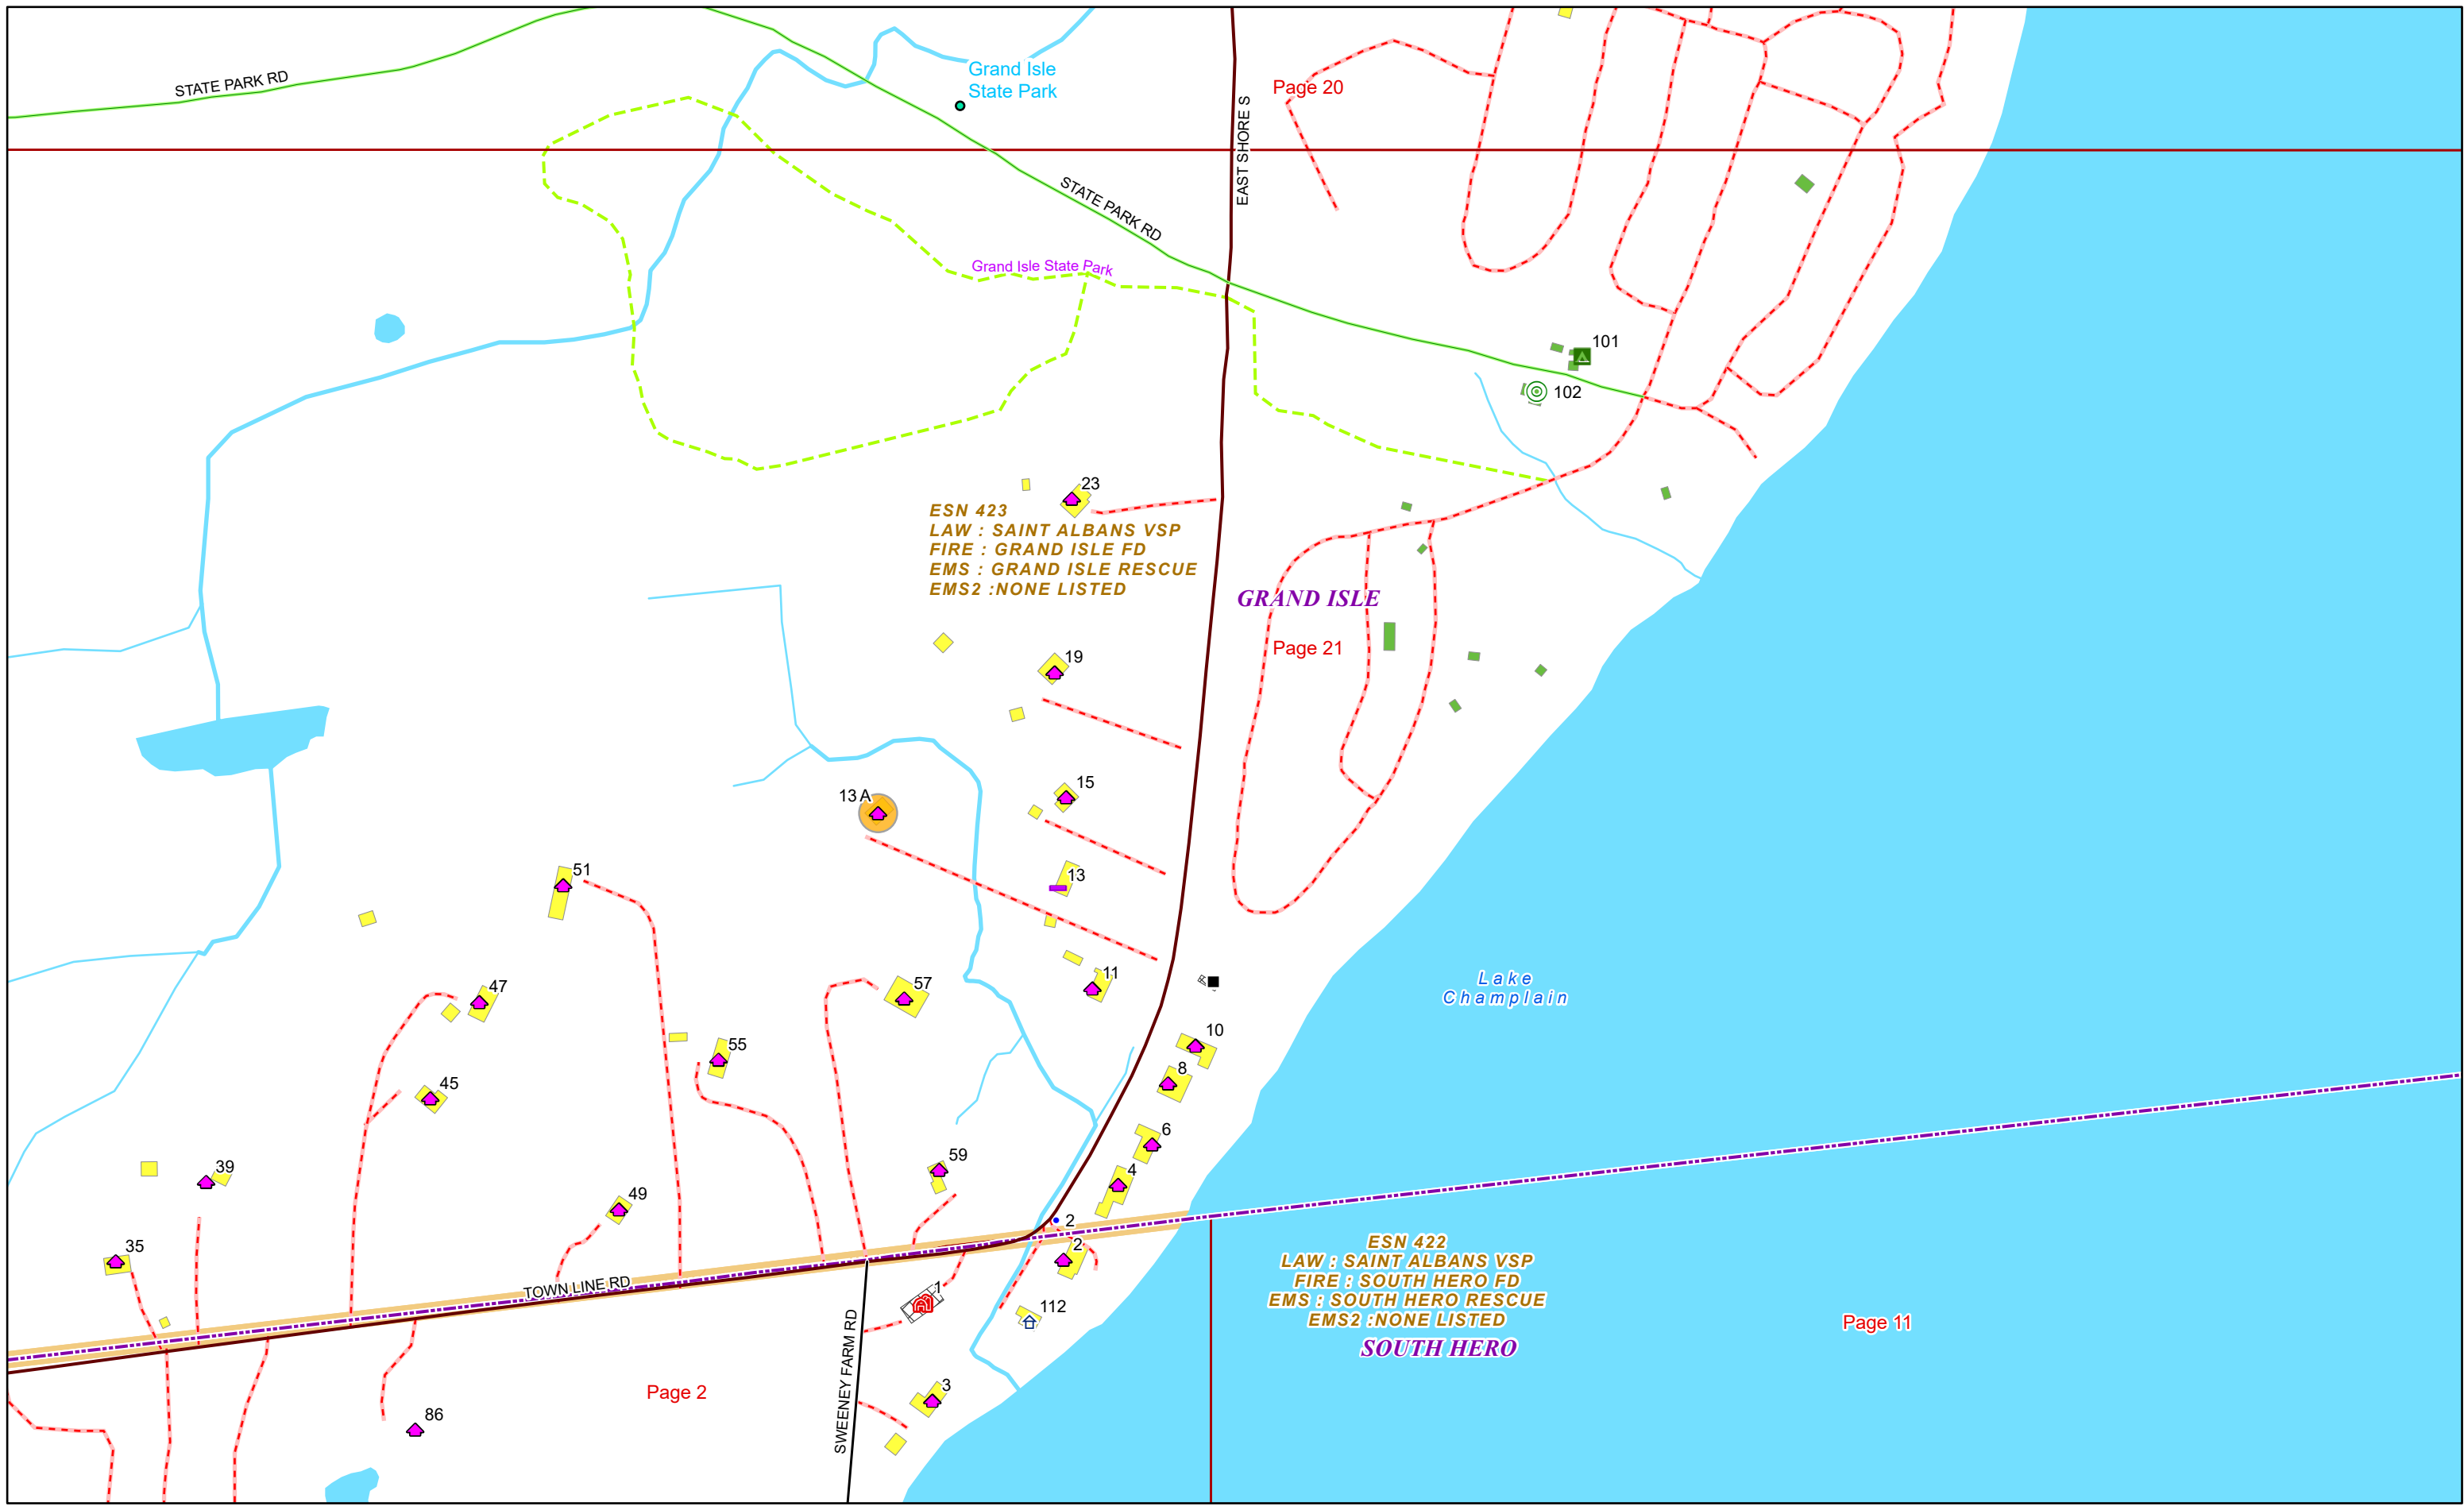 Grand Isle
State Park
Page 20
STATE PARK RD
EAST SHORE S
STATE PARK RD
Grand Isle State Park
101
102
23
ESN 423
LAW : SAINT ALBANS VSP
FIRE : GRAND ISLE FD
EMS : GRAND ISLE RESCUE
EMS2 :NONE LISTED
GRAND ISLE
Page 21
19
15
13 A
13
51
11
57
47
Lake
Champlain
10
55
8
45
6
59
39
4
49
2
35
2
ESN 422
LAW : SAINT ALBANS VSP
FIRE : SOUTH HERO FD
EMS : SOUTH HERO RESCUE
EMS2 :NONE LISTED
SOUTH HERO
TOWN LINE RD
1
112
Page 11
SWEENEY FARM RD
Page 2
3
86